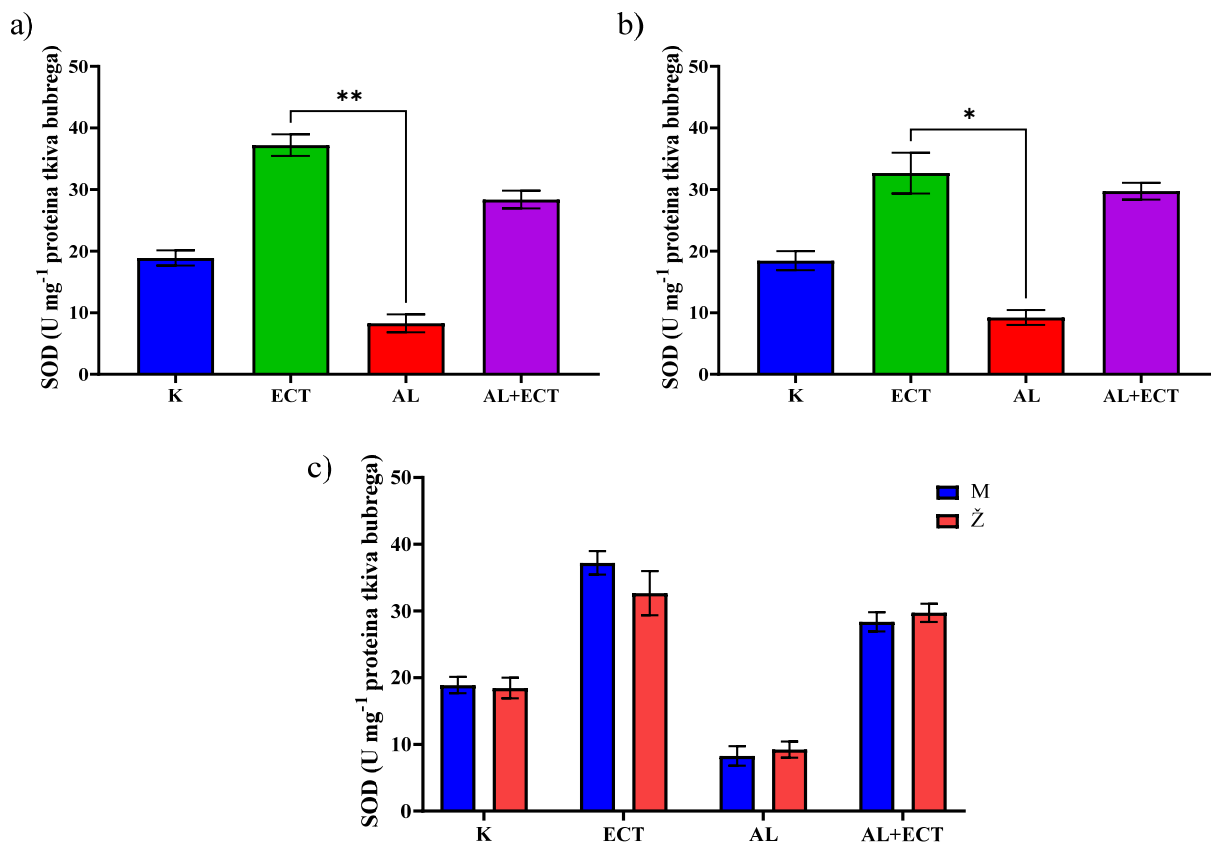 a)
SOD (U mg⁻¹ proteina tkiva bubrega)
50
40
30
20
10
0
**
K ECT AL AL+ECT
b)
SOD (U mg⁻¹ proteina tkiva bubrega)
50
40
30
20
10
0
*
K ECT AL AL+ECT
c)
SOD (U mg⁻¹ proteina tkiva bubrega)
50
40
30
20
10
0
M
Ž
K ECT AL AL+ECT